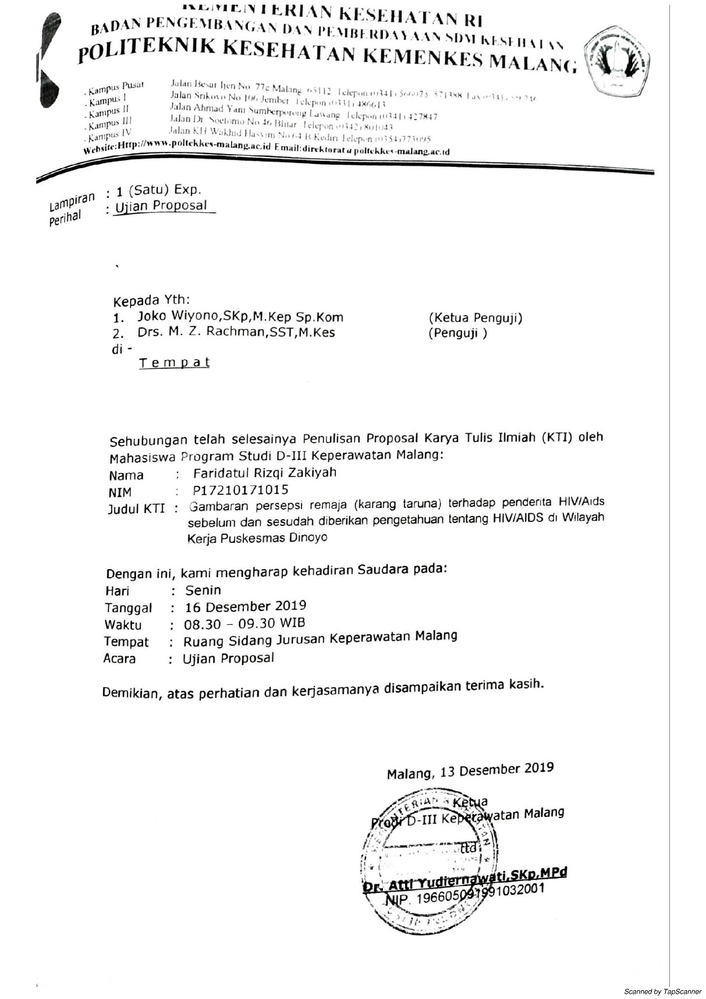 KEMENTERIAN KESEHATAN RI
BADAN PENGEMBANGAN DAN PEMBERDAYAAN SDM KESEHATAN
POLITEKNIK KESEHATAN KEMENKES MALANG
- Kampus Pusat Jalan Besar Ijen No 77c Malang 65112 Telepon (0341) 566075 571388 Fax (0341)
- Kampus I Jalan Srikoyo No 106 Jember Telepon (0331) 486613
- Kampus II Jalan Ahmad Yani Sumberporong Lawang Telepon (0341) 427847
- Kampus III Jalan Dr Soetomo No 46 Blitar Telepon (0342) 801043
- Kampus IV Jalan KH Wakhid Hasyim No 64 B Kediri Telepon (0354) 773095
Website:Http://www.poltekkes-malang.ac.id Email:direktorat@poltekkes-malang.ac.id
Lampiran : 1 (Satu) Exp.
Perihal : Ujian Proposal
Kepada Yth:
1. Joko Wiyono,SKp,M.Kep Sp.Kom (Ketua Penguji)
2. Drs. M. Z. Rachman,SST,M.Kes (Penguji )
di -
T e m p a t
Sehubungan telah selesainya Penulisan Proposal Karya Tulis Ilmiah (KTI) oleh
Mahasiswa Program Studi D-III Keperawatan Malang:
Nama : Faridatul Rizqi Zakiyah
NIM : P17210171015
Judul KTI : Gambaran persepsi remaja (karang taruna) terhadap penderita HIV/Aids
sebelum dan sesudah diberikan pengetahuan tentang HIV/AIDS di Wilayah
Kerja Puskesmas Dinoyo
Dengan ini, kami mengharap kehadiran Saudara pada:
Hari : Senin
Tanggal : 16 Desember 2019
Waktu : 08.30 – 09.30 WIB
Tempat : Ruang Sidang Jurusan Keperawatan Malang
Acara : Ujian Proposal
Demikian, atas perhatian dan kerjasamanya disampaikan terima kasih.
Malang, 13 Desember 2019
Ketua
Prodi D-III Keperawatan Malang
ttd
Dr. Atti Yudiernawati,SKp,MPd
NIP. 196605091991032001
Scanned by TapScanner